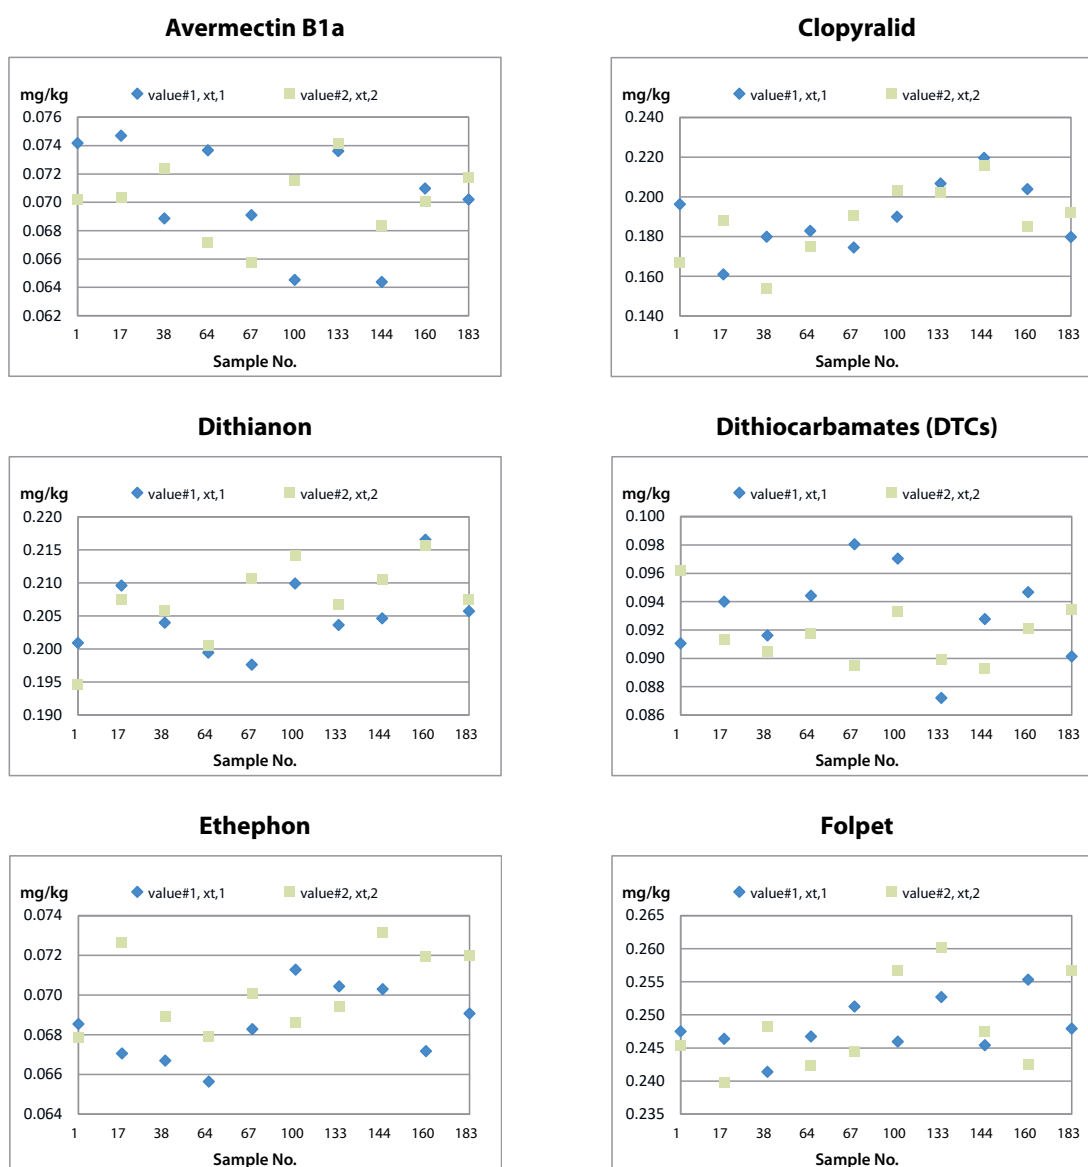 Avermectin B1a
mg/kg
value#1, xt,1 value#2, xt,2
0.076
0.074
0.072
0.070
0.068
0.066
0.064
0.062
1 17 38 64 67 100 133 144 160 183
Sample No.
Clopyralid
mg/kg
value#1, xt,1 value#2, xt,2
0.240
0.220
0.200
0.180
0.160
0.140
1 17 38 64 67 100 133 144 160 183
Sample No.
Dithianon
mg/kg
value#1, xt,1 value#2, xt,2
0.220
0.215
0.210
0.205
0.200
0.195
0.190
1 17 38 64 67 100 133 144 160 183
Sample No.
Dithiocarbamates (DTCs)
mg/kg
value#1, xt,1 value#2, xt,2
0.100
0.098
0.096
0.094
0.092
0.090
0.088
0.086
1 17 38 64 67 100 133 144 160 183
Sample No.
Ethephon
mg/kg
value#1, xt,1 value#2, xt,2
0.074
0.072
0.070
0.068
0.066
0.064
1 17 38 64 67 100 133 144 160 183
Sample No.
Folpet
mg/kg
value#1, xt,1 value#2, xt,2
0.265
0.260
0.255
0.250
0.245
0.240
0.235
1 17 38 64 67 100 133 144 160 183
Sample No.